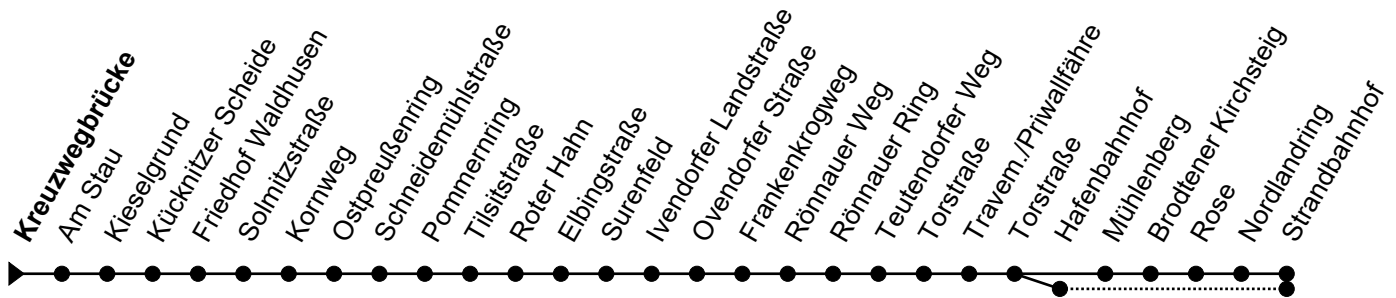 Kreuzwegbrücke
Am Stau
Kieselgrund
Kücknitzer Scheide
Friedhof Waldhusen
Solmitzstraße
Kornweg
Ostpreußenring
Schneidemühlstraße
Pommernring
Tilsitstraße
Roter Hahn
Elbingstraße
Surenfeld
Ivendorfer Landstraße
Ovendorfer Straße
Frankenkrogweg
Rönnauer Weg
Rönnauer Ring
Teutendorfer Weg
Torstraße
Travem./Priwallfähre
Torstraße
Hafenbahnhof
Mühlenberg
Brodtener Kirchsteig
Rose
Nordlandring
Strandbahnhof